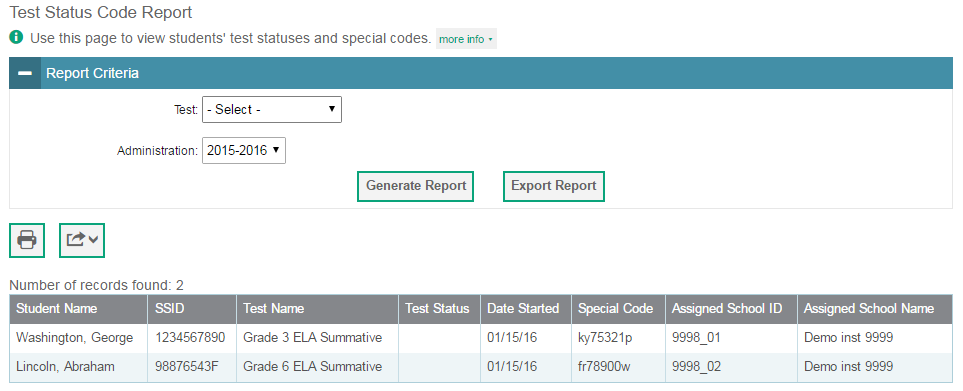 Test Status Code Report
Use this page to view students' test statuses and special codes. more info
Report Criteria
Test: - Select -
Administration: 2015-2016
Generate Report Export Report
Number of records found: 2
Student Name SSID Test Name Test Status Date Started Special Code Assigned School ID Assigned School Name
Washington, George 1234567890 Grade 3 ELA Summative 01/15/16 ky75321p 9998_01 Demo inst 9999
Lincoln, Abraham 98876543F Grade 6 ELA Summative 01/15/16 fr78900w 9998_02 Demo inst 9999